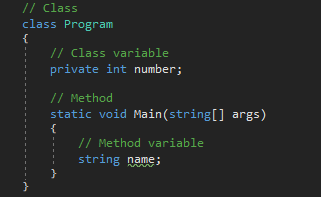 // Class
class Program
{
// Class variable
private int number;
// Method
static void Main(string[] args)
{
// Method variable
string name;
}
}